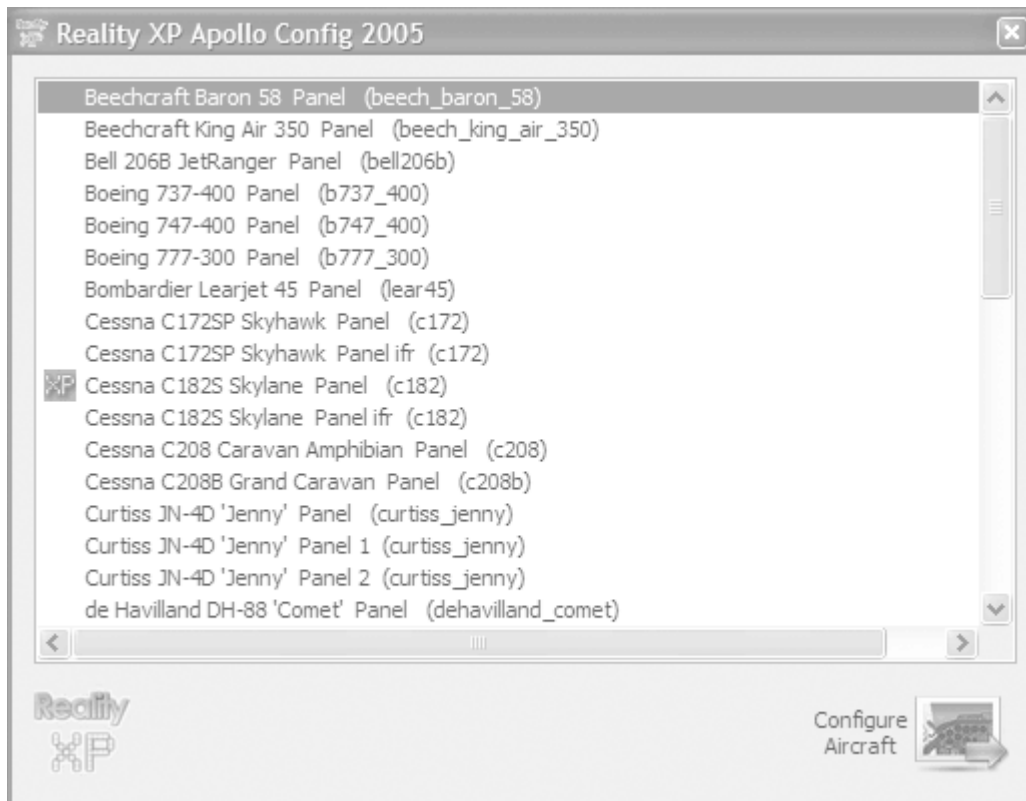 Reality XP Reality XP Apollo Config 2005
Beechcraft Baron 58 Panel (beech_baron_58)
Beechcraft King Air 350 Panel (beech_king_air_350)
Bell 206B JetRanger Panel (bell206b)
Boeing 737-400 Panel (b737_400)
Boeing 747-400 Panel (b747_400)
Boeing 777-300 Panel (b777_300)
Bombardier Learjet 45 Panel (lear45)
Cessna C172SP Skyhawk Panel (c172)
Cessna C172SP Skyhawk Panel ifr (c172)
XP Cessna C182S Skylane Panel (c182)
Cessna C182S Skylane Panel ifr (c182)
Cessna C208 Caravan Amphibian Panel (c208)
Cessna C208B Grand Caravan Panel (c208b)
Curtiss JN-4D 'Jenny' Panel (curtiss_jenny)
Curtiss JN-4D 'Jenny' Panel 1 (curtiss_jenny)
Curtiss JN-4D 'Jenny' Panel 2 (curtiss_jenny)
de Havilland DH-88 'Comet' Panel (dehavilland_comet)
Reality
XP
Configure
Aircraft